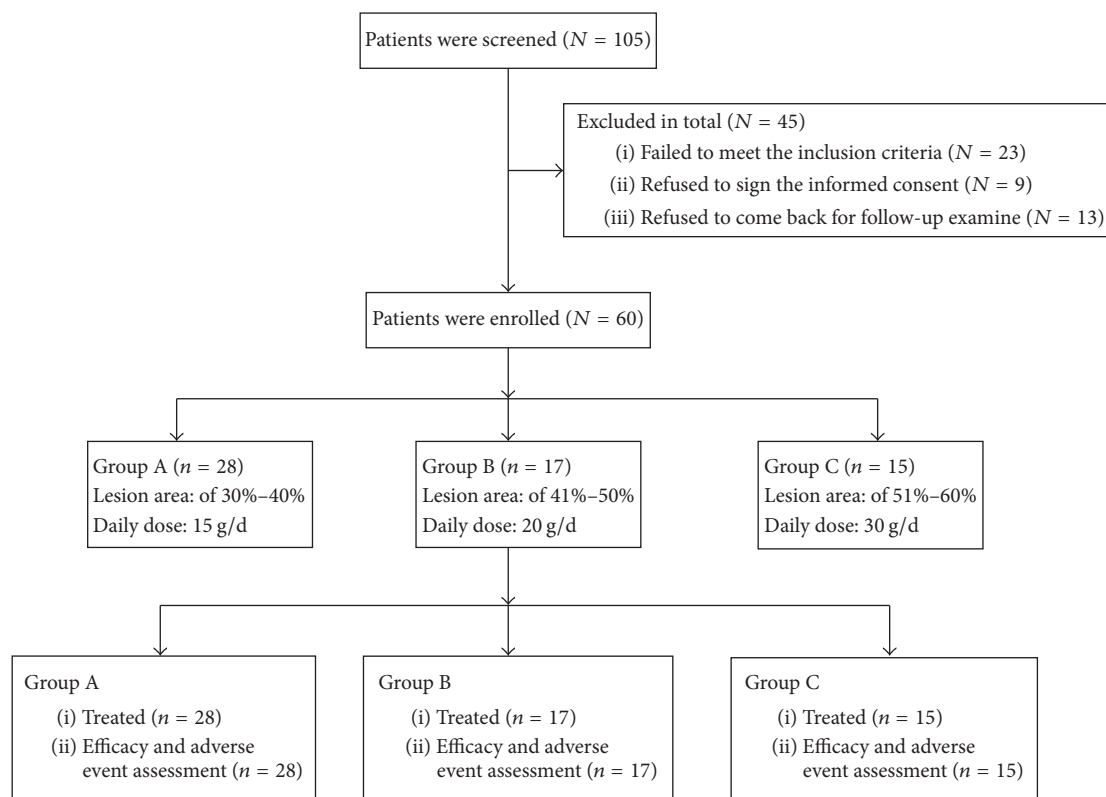 Patients were screened (N = 105)
Excluded in total (N = 45)
(i) Failed to meet the inclusion criteria (N = 23)
(ii) Refused to sign the informed consent (N = 9)
(iii) Refused to come back for follow-up examine (N = 13)
Patients were enrolled (N = 60)
Group A (n = 28)
Lesion area: of 30%–40%
Daily dose: 15 g/d
Group B (n = 17)
Lesion area: of 41%–50%
Daily dose: 20 g/d
Group C (n = 15)
Lesion area: of 51%–60%
Daily dose: 30 g/d
Group A
(i) Treated (n = 28)
(ii) Efficacy and adverse
event assessment (n = 28)
Group B
(i) Treated (n = 17)
(ii) Efficacy and adverse
event assessment (n = 17)
Group C
(i) Treated (n = 15)
(ii) Efficacy and adverse
event assessment (n = 15)